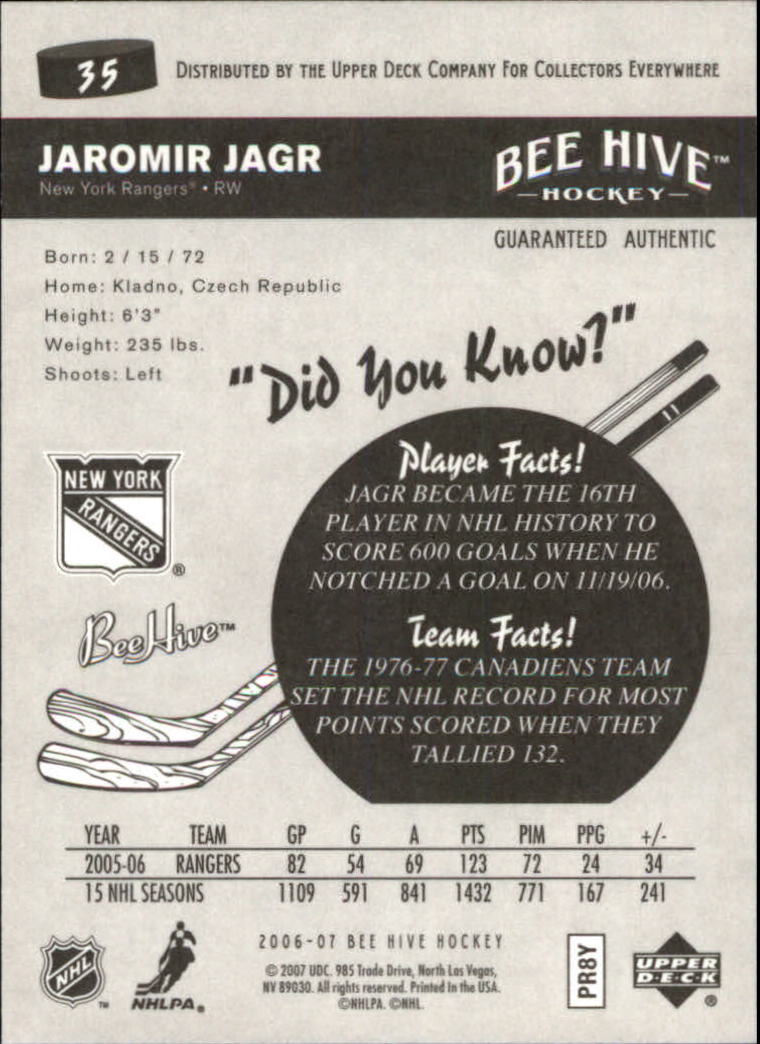 35
DISTRIBUTED BY THE UPPER DECK COMPANY FOR COLLECTORS EVERYWHERE
JAROMIR JAGR
New York Rangers® • RW
BEE HIVE™
HOCKEY
GUARANTEED AUTHENTIC
Born: 2 / 15 / 72
Home: Kladno, Czech Republic
Height: 6'3"
Weight: 235 lbs.
Shoots: Left
"Did You Know?"
11
NEW YORK
RANGERS
®
BeeHive™
Player Facts!
JAGR BECAME THE 16TH
PLAYER IN NHL HISTORY TO
SCORE 600 GOALS WHEN HE
NOTCHED A GOAL ON 11/19/06.
Team Facts!
THE 1976-77 CANADIENS TEAM
SET THE NHL RECORD FOR MOST
POINTS SCORED WHEN THEY
TALLIED 132.
YEAR TEAM GP G A PTS PIM PPG +/-
2005-06 RANGERS 82 54 69 123 72 24 34
15 NHL SEASONS 1109 591 841 1432 771 167 241
2006-07 BEE HIVE HOCKEY
© 2007 UDC. 985 Trade Drive, North Las Vegas,
NV 89030. All rights reserved. Printed In the USA.
©NHLPA. ©NHL.
NHL
™
NHLPA®
PR8Y
UPPER
D·E·C·K
®